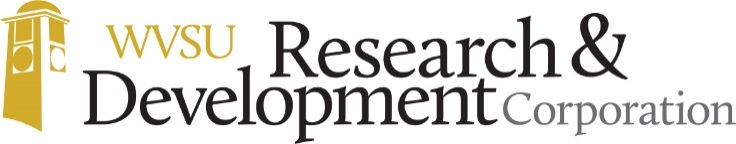 WVSU Research &
Development Corporation